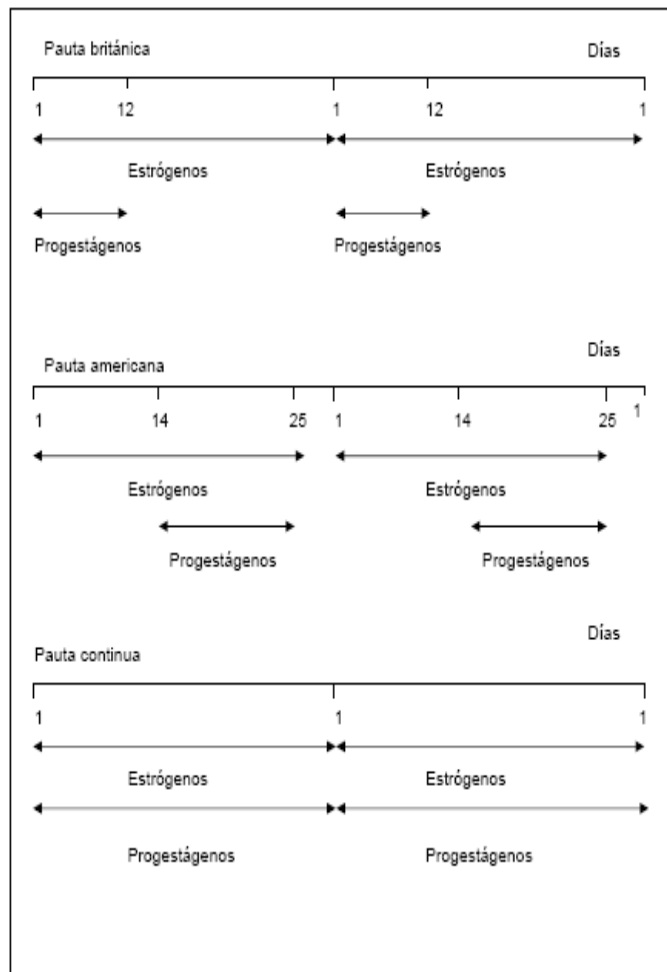 Pauta británica Días
1 12 1 12 1
Estrógenos Estrógenos
Progestágenos Progestágenos
Días
Pauta americana
1 14 25 1 14 25 1
Estrógenos Estrógenos
Progestágenos Progestágenos
Días
Pauta continua
1 1 1
Estrógenos Estrógenos
Progestágenos Progestágenos